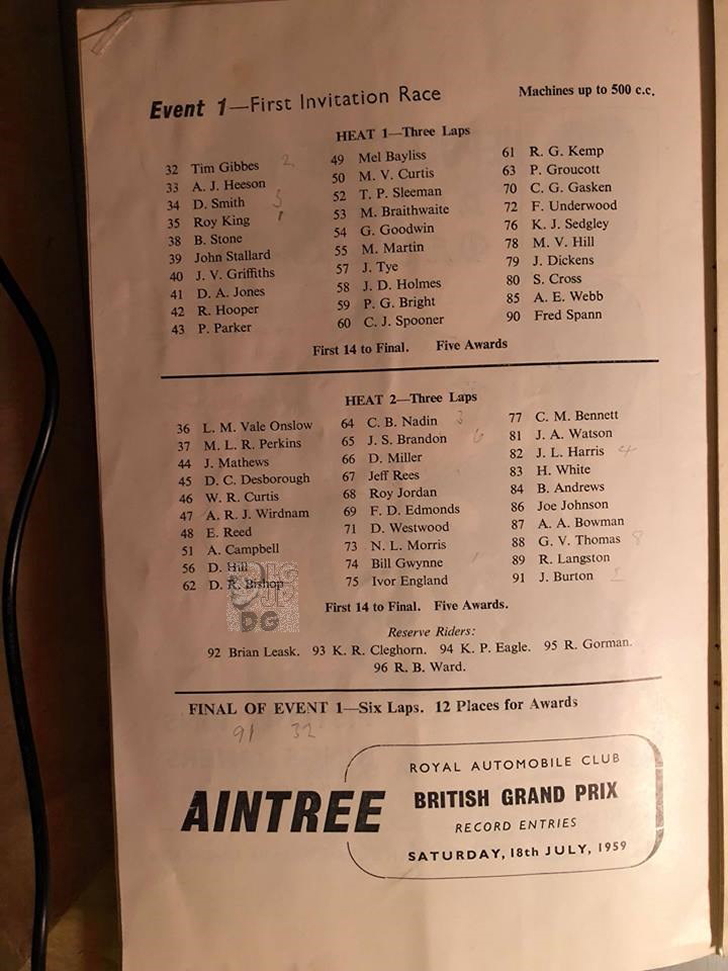 Event 1—First Invitation Race Machines up to 500 c.c.
HEAT 1—Three Laps
32 Tim Gibbes 2
33 A. J. Heeson
34 D. Smith 3
35 Roy King 1
38 B. Stone
39 John Stallard
40 J. V. Griffiths
41 D. A. Jones
42 R. Hooper
43 P. Parker
49 Mel Bayliss
50 M. V. Curtis
52 T. P. Sleeman
53 M. Braithwaite
54 G. Goodwin
55 M. Martin
57 J. Tye
58 J. D. Holmes
59 P. G. Bright
60 C. J. Spooner
61 R. G. Kemp
63 P. Groucott
70 C. G. Gasken
72 F. Underwood
76 K. J. Sedgley
78 M. V. Hill
79 J. Dickens
80 S. Cross
85 A. E. Webb
90 Fred Spann
First 14 to Final. Five Awards
HEAT 2—Three Laps
36 L. M. Vale Onslow
37 M. L. R. Perkins
44 J. Mathews
45 D. C. Desborough
46 W. R. Curtis
47 A. R. J. Wirdnam
48 E. Reed
51 A. Campbell
56 D. Hill
62 D. R. Bishop
64 C. B. Nadin 3
65 J. S. Brandon 6
66 D. Miller
67 Jeff Rees
68 Roy Jordan
69 F. D. Edmonds
71 D. Westwood
73 N. L. Morris
74 Bill Gwynne
75 Ivor England
77 C. M. Bennett
81 J. A. Watson
82 J. L. Harris 4
83 H. White
84 B. Andrews
86 Joe Johnson
87 A. A. Bowman
88 G. V. Thomas 8
89 R. Langston
91 J. Burton
DG
First 14 to Final. Five Awards.
Reserve Riders:
92 Brian Leask. 93 K. R. Cleghorn. 94 K. P. Eagle. 95 R. Gorman.
96 R. B. Ward.
FINAL OF EVENT 1—Six Laps. 12 Places for Awards
91 32
AINTREE
ROYAL AUTOMOBILE CLUB
BRITISH GRAND PRIX
RECORD ENTRIES
SATURDAY, 18th JULY, 1959